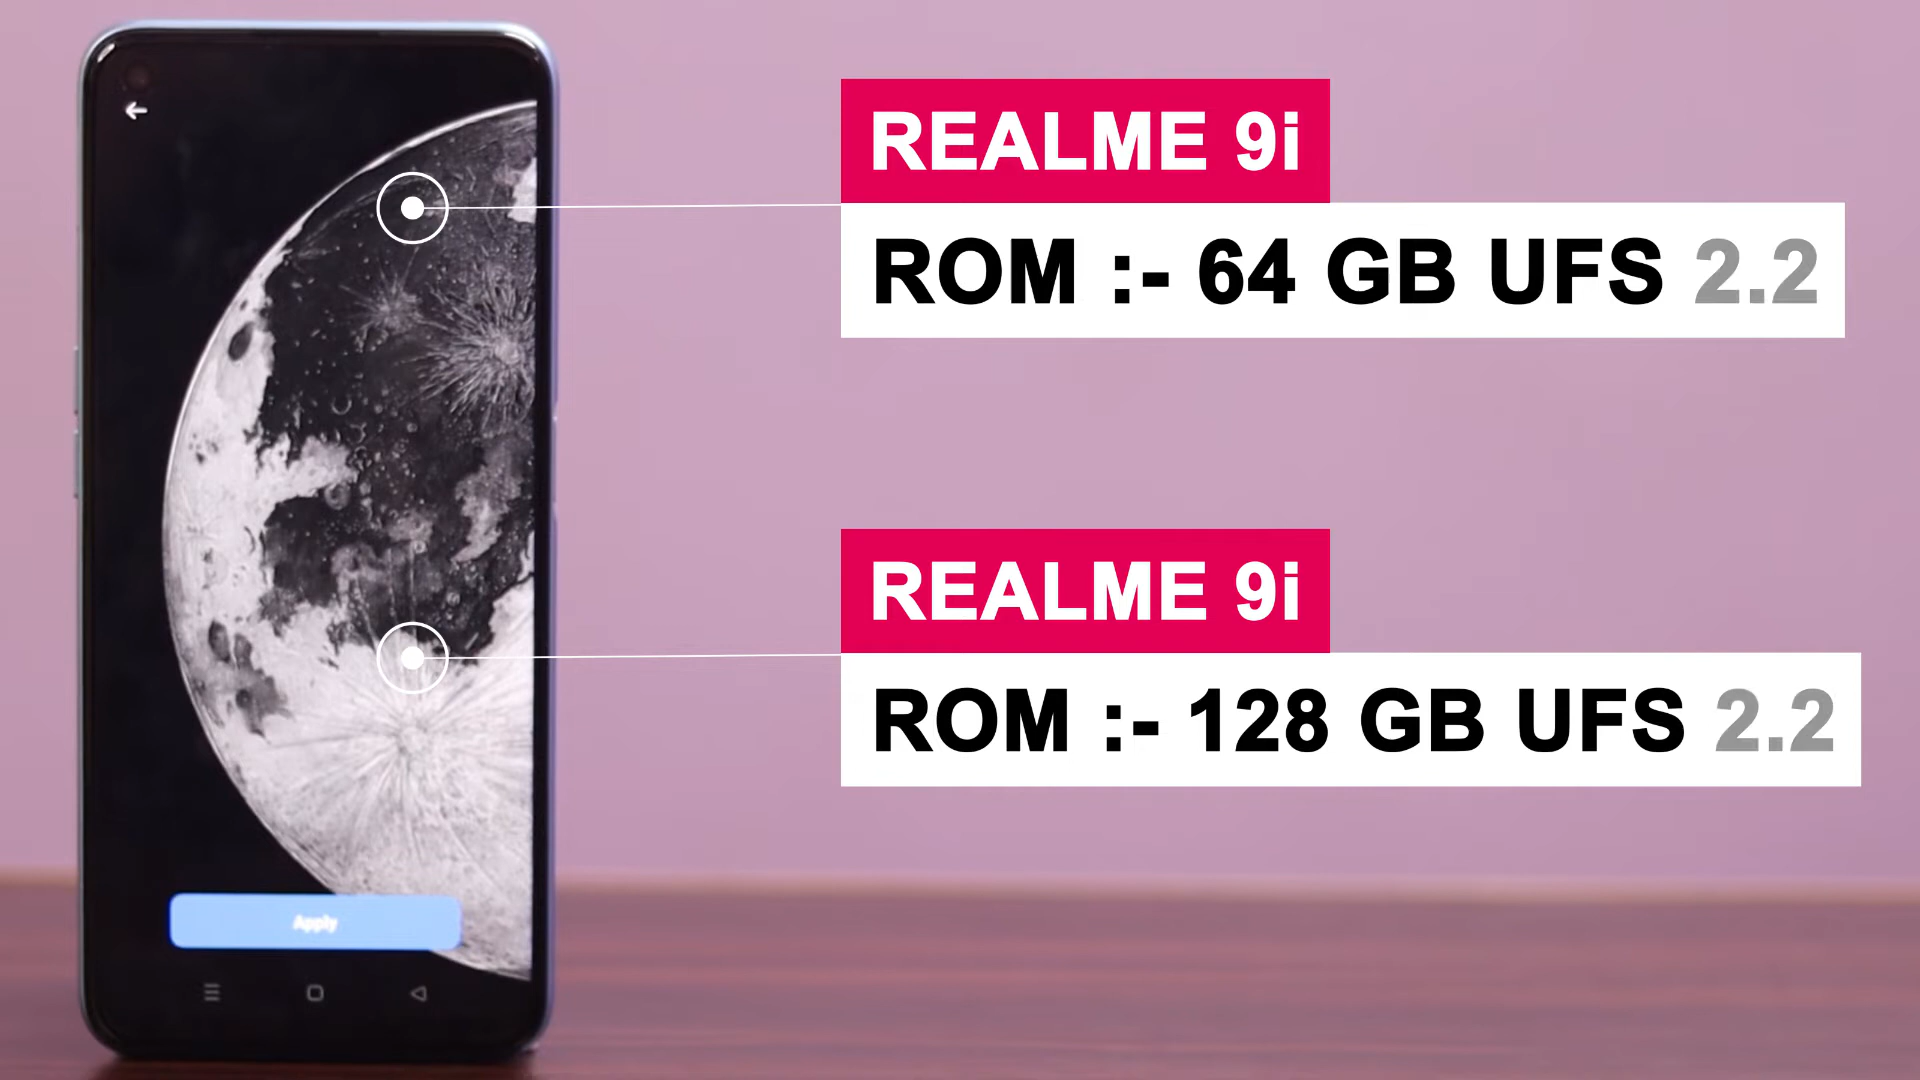 REALME 9i
ROM :- 64 GB UFS 2.2
REALME 9i
ROM :- 128 GB UFS 2.2
Apply